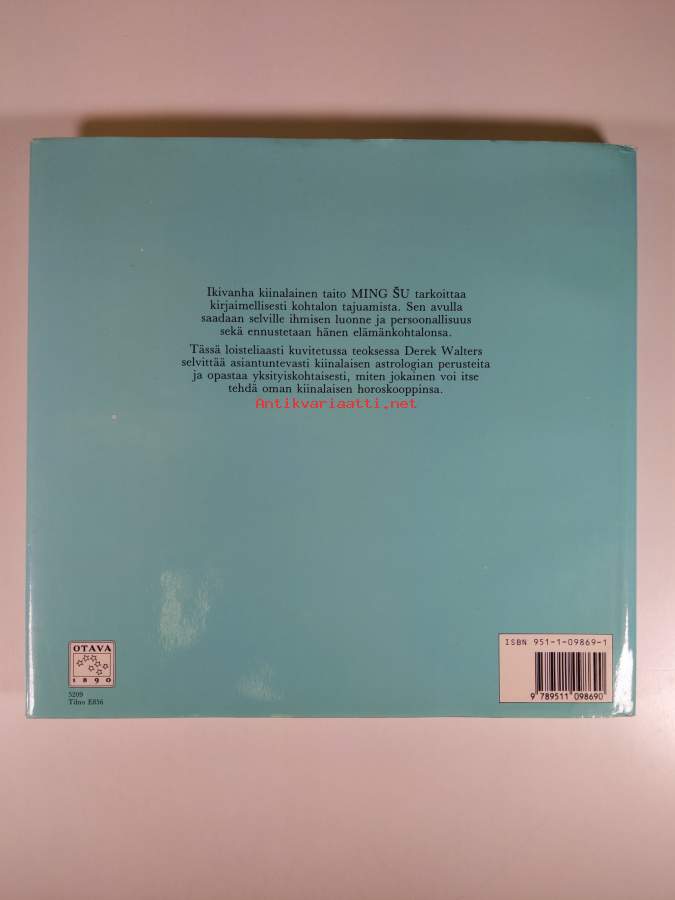 Ikivanha kiinalainen taito MING ŠU tarkoittaa
kirjaimellisesti kohtalon tajuamista. Sen avulla
saadaan selville ihmisen luonne ja persoonallisuus
sekä ennustetaan hänen elämänkohtalonsa.
Tässä loisteliaasti kuvitetussa teoksessa Derek Walters
selvittää asiantuntevasti kiinalaisen astrologian perusteita
ja opastaa yksityiskohtaisesti, miten jokainen voi itse
tehdä oman kiinalaisen horoskooppinsa.
Antikvariaatti.net
OTAVA
1890
5209
Tilno E856
ISBN 951-1-09869-1
9 789511 098690